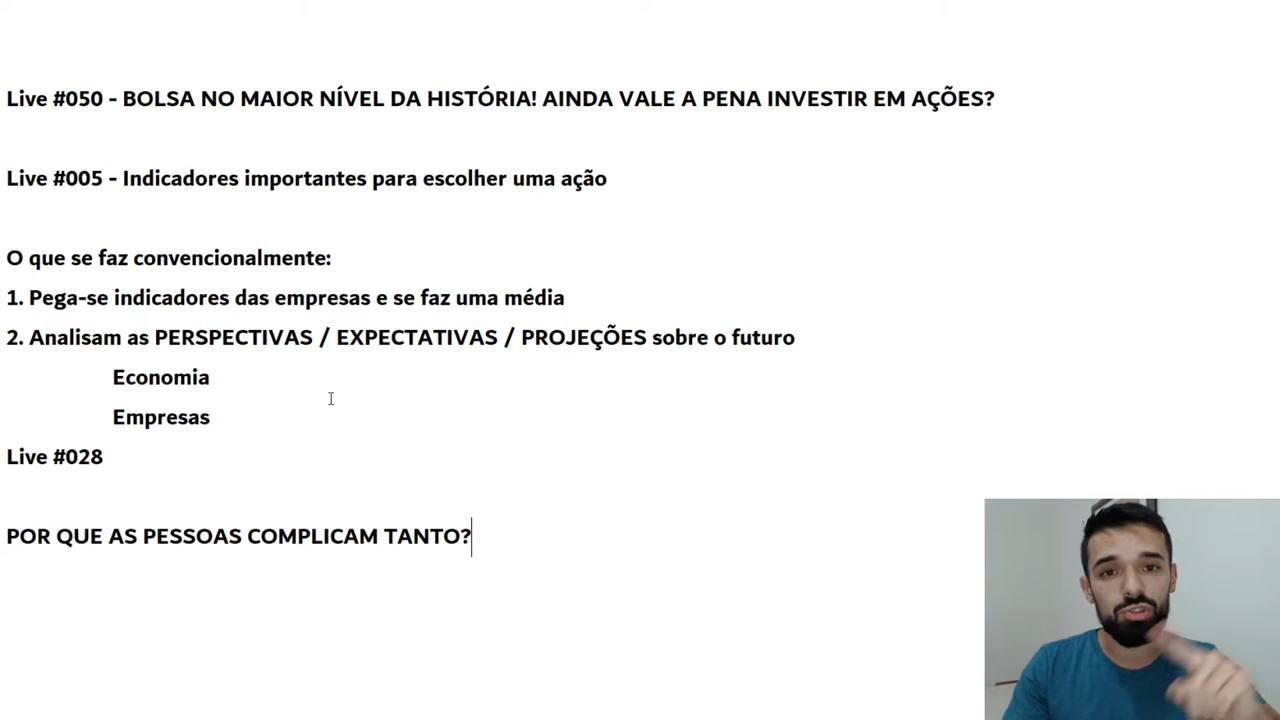 Live #050 - BOLSA NO MAIOR NÍVEL DA HISTÓRIA! AINDA VALE A PENA INVESTIR EM AÇÕES?
Live #005 - Indicadores importantes para escolher uma ação
O que se faz convencionalmente:
1. Pega-se indicadores das empresas e se faz uma média
2. Analisam as PERSPECTIVAS / EXPECTATIVAS / PROJEÇÕES sobre o futuro
Economia
Empresas
Live #028
POR QUE AS PESSOAS COMPLICAM TANTO?